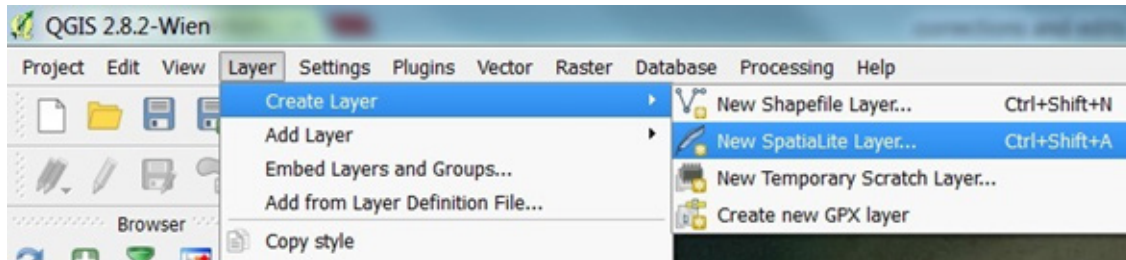 QGIS 2.8.2-Wien
Project Edit View Layer Settings Plugins Vector Raster Database Processing Help
Create Layer
Add Layer
Embed Layers and Groups...
Add from Layer Definition File...
Copy style
New Shapefile Layer... Ctrl+Shift+N
New SpatiaLite Layer... Ctrl+Shift+A
New Temporary Scratch Layer...
Create new GPX layer
Browser